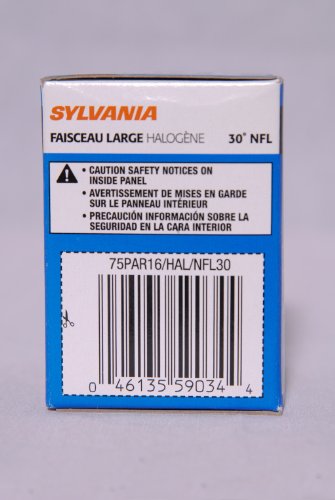 SYLVANIA
FAISCEAU LARGE HALOGÈNE 30° NFL
• CAUTION SAFETY NOTICES ON
INSIDE PANEL
• AVERTISSEMENT DE MISES EN GARDE
SUR LE PANNEAU INTÉRIEUR
• PRECAUCIÓN INFORMACIÓN SOBRE LA
SEGURIDAD EN LA CARA INTERIOR
75PAR16/HAL/NFL30
0 46135 59034 4